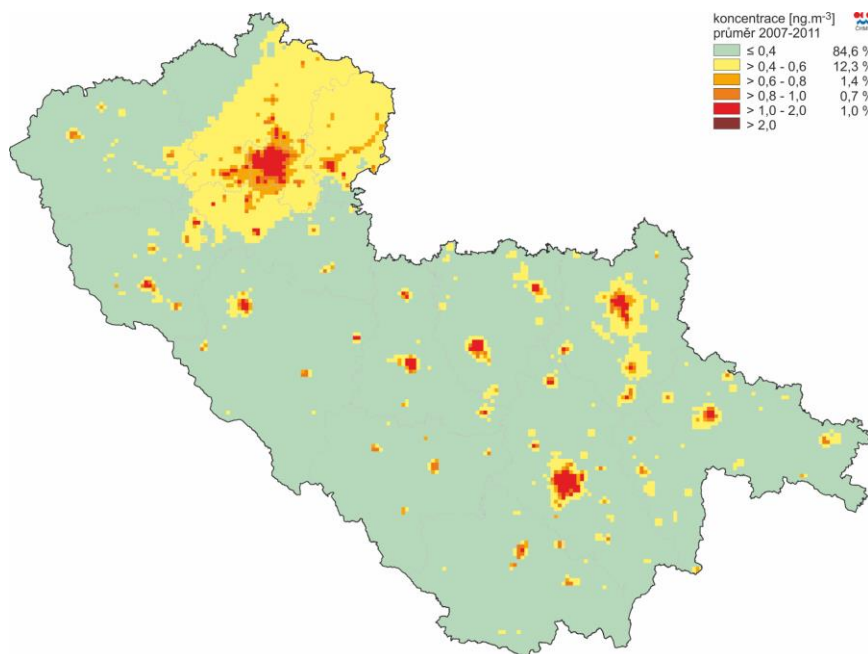 koncentrace [ng.m⁻³]
průměr 2007-2011
≤ 0,4 84,6 %
> 0,4 - 0,6 12,3 %
> 0,6 - 0,8 1,4 %
> 0,8 - 1,0 0,7 %
> 1,0 - 2,0 1,0 %
> 2,0